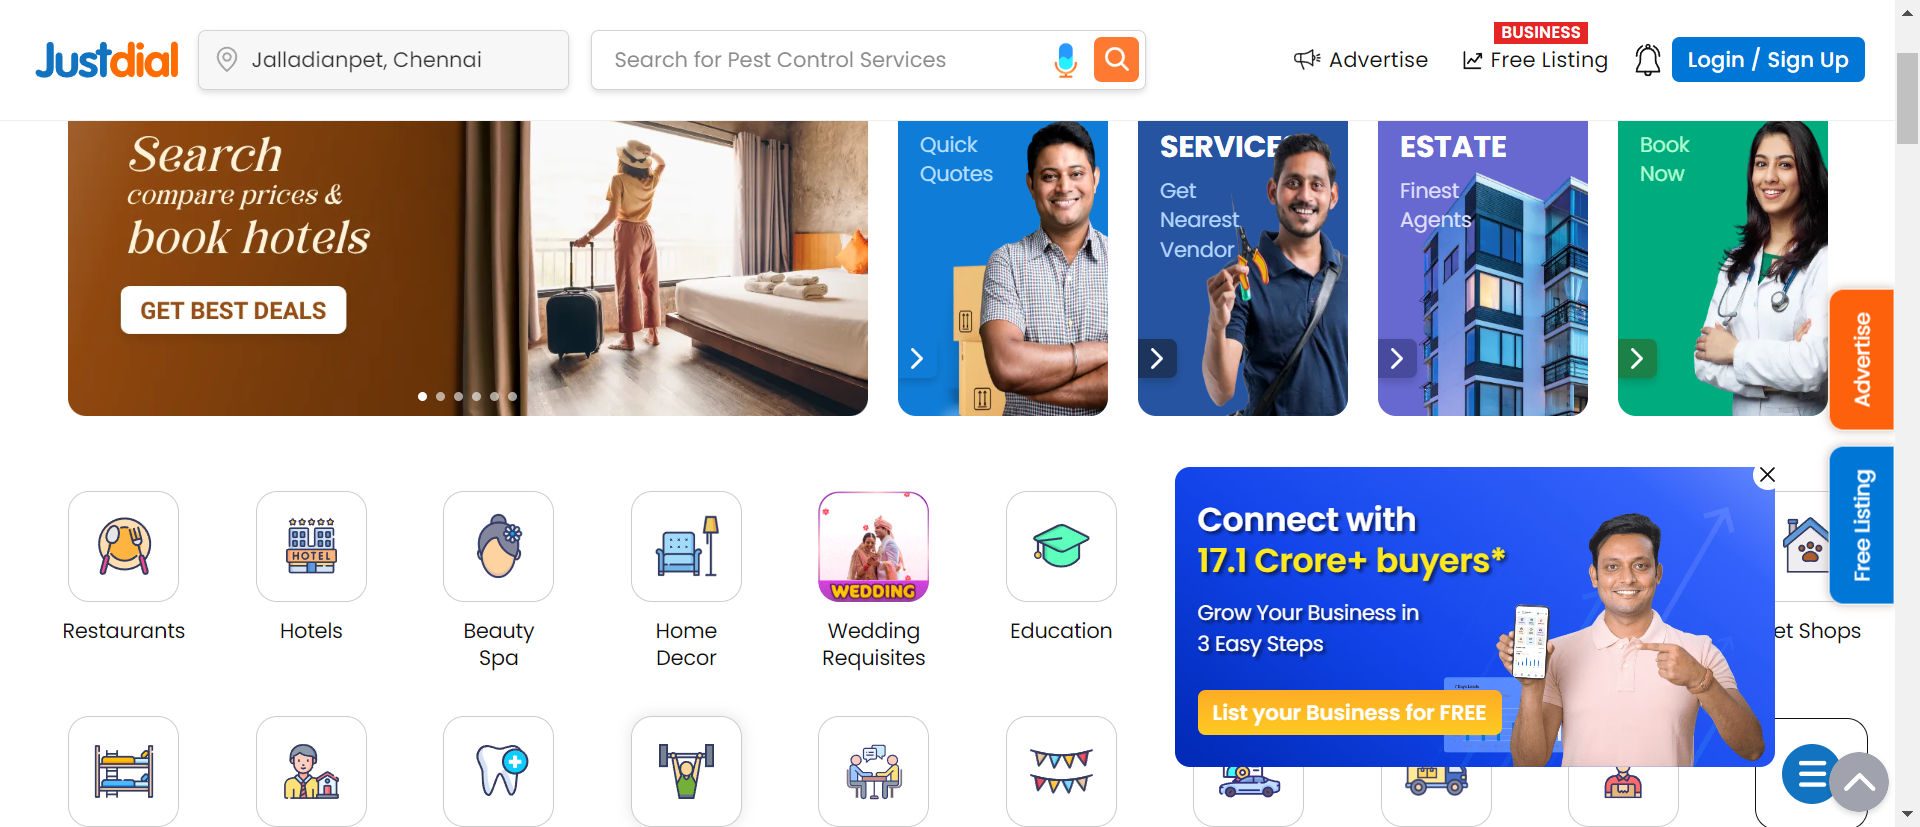 Justdial
Jalladianpet, Chennai
Search for Pest Control Services
Advertise
BUSINESS
Free Listing
Login / Sign Up
Search
compare prices &
book hotels
GET BEST DEALS
Quick
Quotes
SERVICES
Get
Nearest
Vendor
ESTATE
Finest
Agents
Book
Now
Advertise
Free Listing
HOTEL
WEDDING
Restaurants
Hotels
Beauty
Spa
Home
Decor
Wedding
Requisites
Education
Connect with
17.1 Crore+ buyers*
Grow Your Business in
3 Easy Steps
List your Business for FREE
et Shops